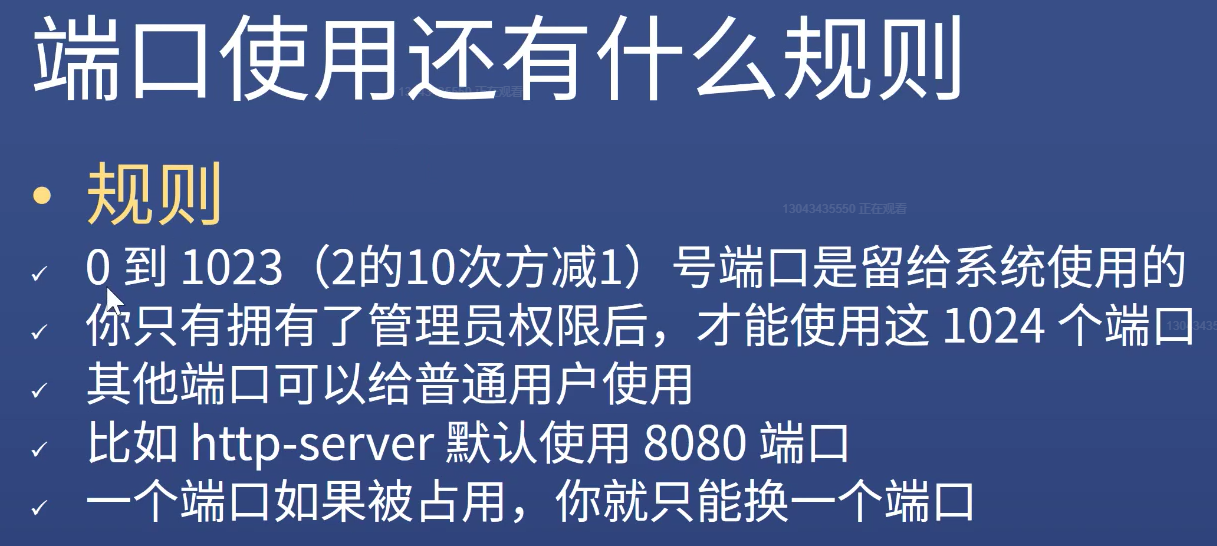 端口使用还有什么规则
13043435550 正在观看
• 规则
13043435550 正在观看
✓ 0 到 1023（2的10次方减1）号端口是留给系统使用的
✓ 你只有拥有了管理员权限后，才能使用这 1024 个端口
✓ 其他端口可以给普通用户使用
✓ 比如 http-server 默认使用 8080 端口
✓ 一个端口如果被占用，你就只能换一个端口